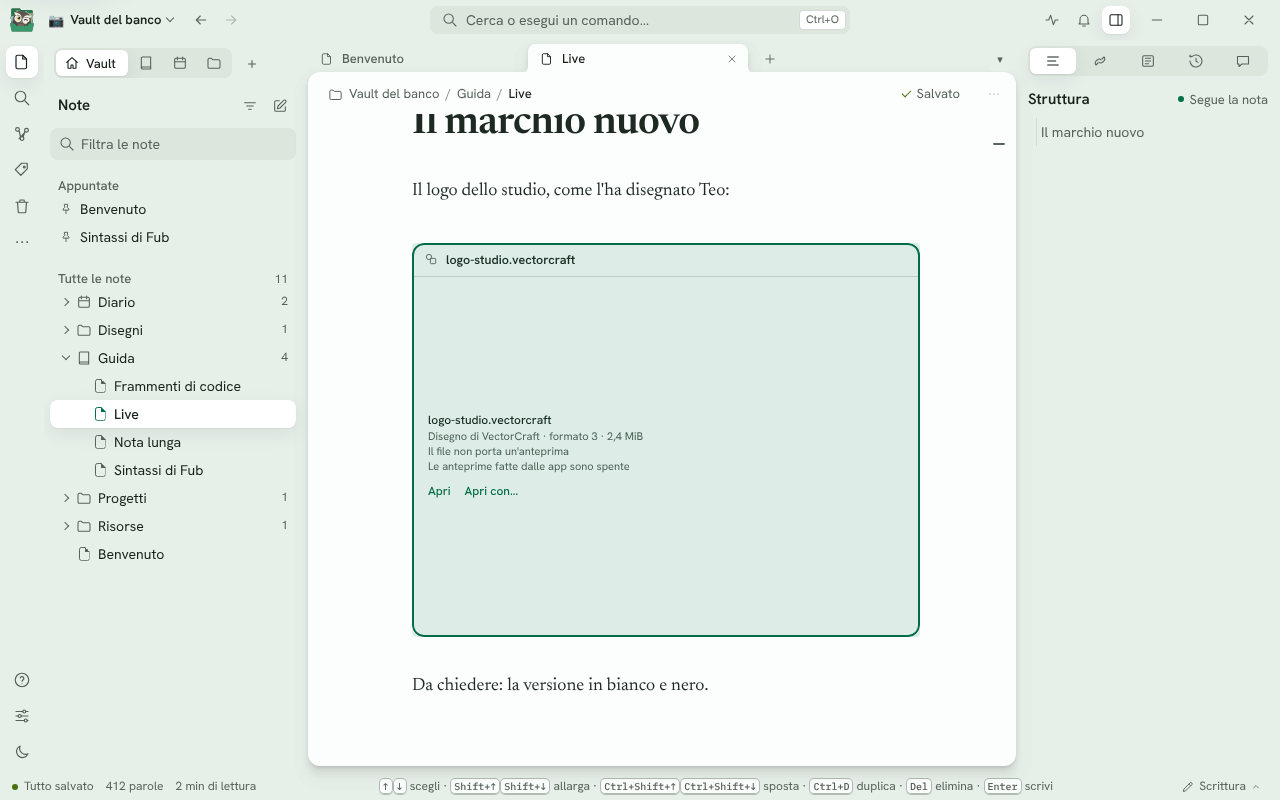 Vault del banco
Cerca o esegui un comando…
Ctrl+O
Vault
Note
Filtra le note
Appuntate
Benvenuto
Sintassi di Fub
Tutte le note 11
Diario 2
Disegni 1
Guida 4
Frammenti di codice
Live
Nota lunga
Sintassi di Fub
Progetti 1
Risorse 1
Benvenuto
Benvenuto
Live
Vault del banco / Guida / Live
Salvato
Il marchio nuovo
Il logo dello studio, come l'ha disegnato Teo:
logo-studio.vectorcraft
logo-studio.vectorcraft
Disegno di VectorCraft · formato 3 · 2,4 MiB
Il file non porta un'anteprima
Le anteprime fatte dalle app sono spente
Apri Apri con…
Da chiedere: la versione in bianco e nero.
Struttura
Segue la nota
Il marchio nuovo
Tutto salvato 412 parole 2 min di lettura
↑ ↓ scegli · Shift+↑ Shift+↓ allarga · Ctrl+Shift+↑ Ctrl+Shift+↓ sposta · Ctrl+D duplica · Del elimina · Enter scrivi
Scrittura